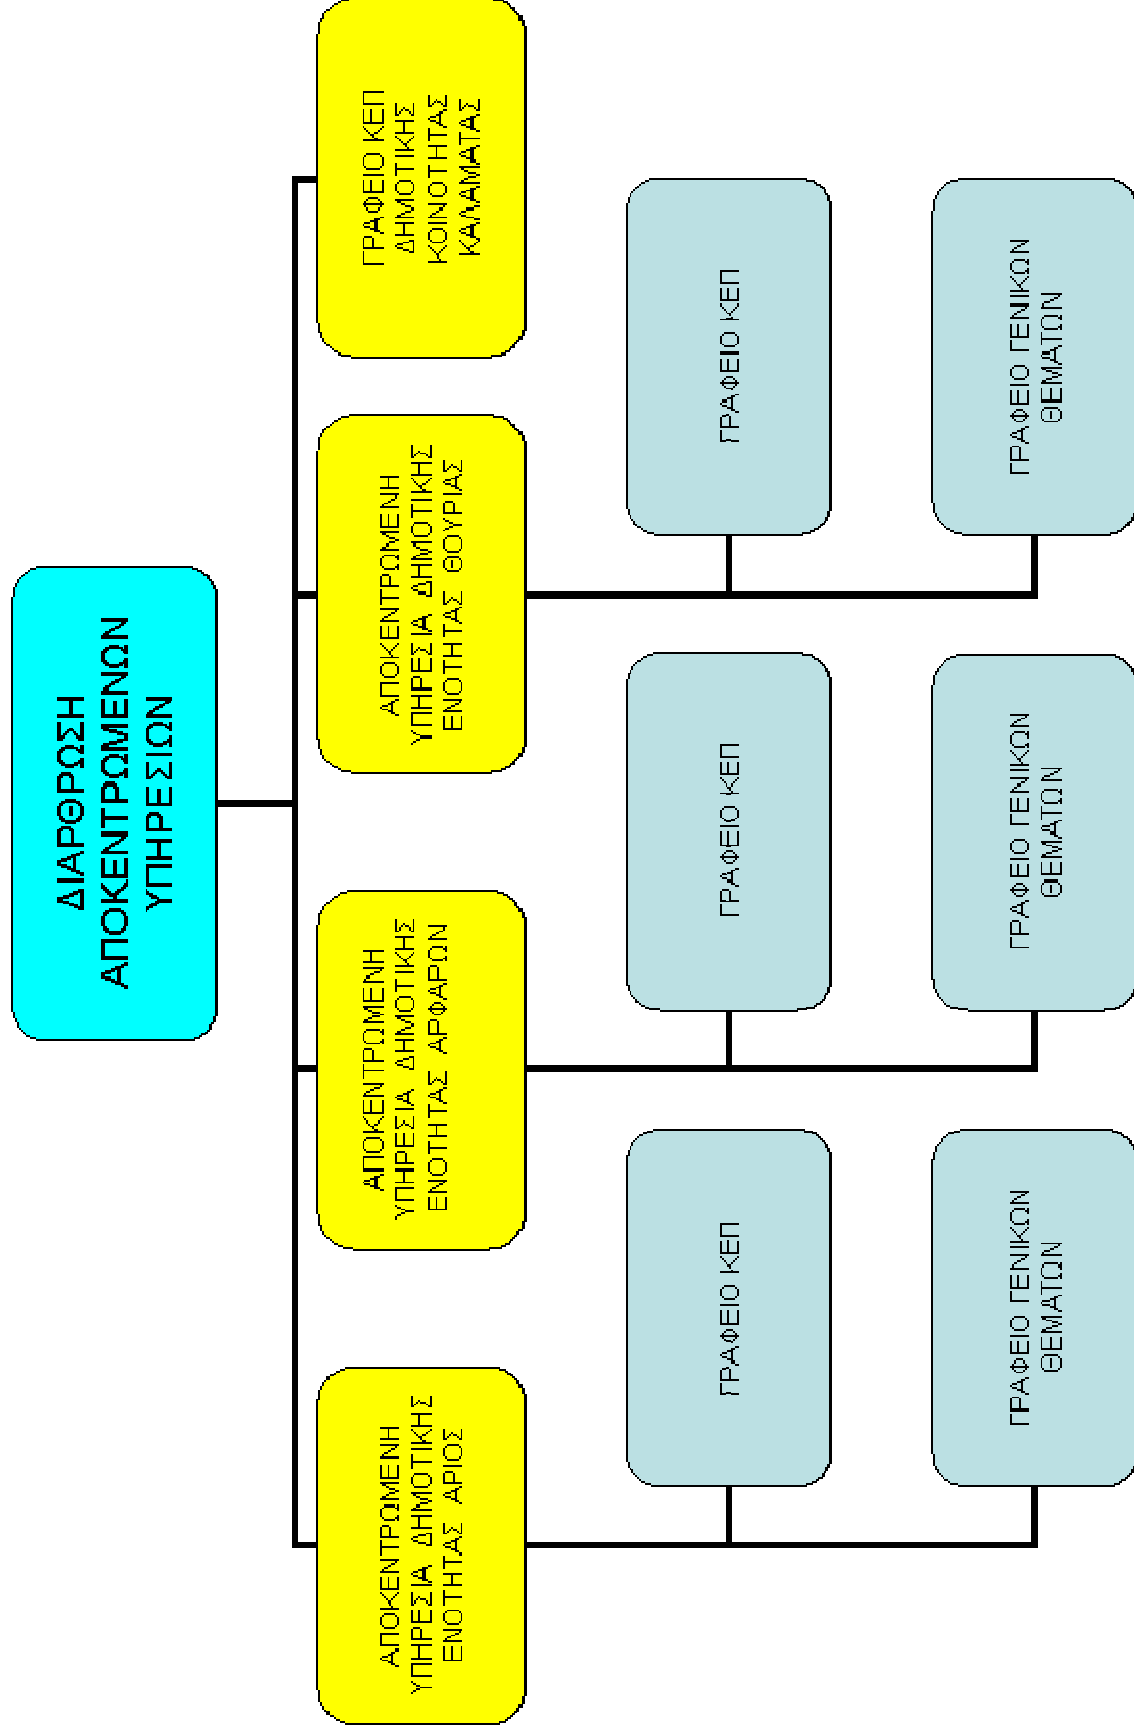 ΔΙΑΡΘΡΩΣΗ
ΑΠΟΚΕΝΤΡΩΜΕΝΩΝ
ΥΠΗΡΕΣΙΩΝ
ΑΠΟΚΕΝΤΡΩΜΕΝΗ
ΥΠΗΡΕΣΙΑ ΔΗΜΟΤΙΚΗΣ
ΕΝΟΤΗΤΑΣ ΑΡΙΟΣ
ΑΠΟΚΕΝΤΡΩΜΕΝΗ
ΥΠΗΡΕΣΙΑ ΔΗΜΟΤΙΚΗΣ
ΕΝΟΤΗΤΑΣ ΑΡΦΑΡΩΝ
ΑΠΟΚΕΝΤΡΩΜΕΝΗ
ΥΠΗΡΕΣΙΑ ΔΗΜΟΤΙΚΗΣ
ΕΝΟΤΗΤΑΣ ΘΟΥΡΙΑΣ
ΓΡΑΦΕΙΟ ΚΕΠ
ΔΗΜΟΤΙΚΗΣ
ΚΟΙΝΟΤΗΤΑΣ
ΚΑΛΑΜΑΤΑΣ
ΓΡΑΦΕΙΟ ΚΕΠ
ΓΡΑΦΕΙΟ ΚΕΠ
ΓΡΑΦΕΙΟ ΚΕΠ
ΓΡΑΦΕΙΟ ΓΕΝΙΚΩΝ
ΘΕΜΑΤΩΝ
ΓΡΑΦΕΙΟ ΓΕΝΙΚΩΝ
ΘΕΜΑΤΩΝ
ΓΡΑΦΕΙΟ ΓΕΝΙΚΩΝ
ΘΕΜΑΤΩΝ